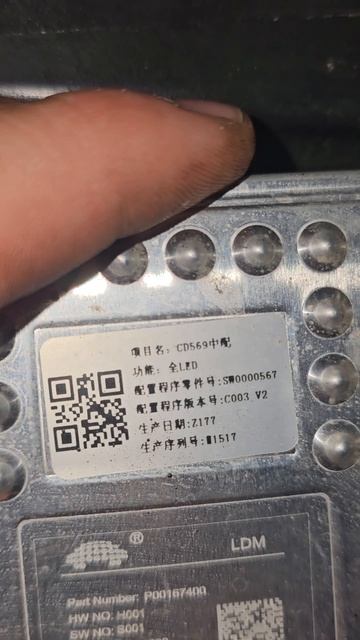 项目名: CD569中配
功能: 全LED
配置程序零件号:SW0000567
配置程序版本号:C003_V2
生产日期:Z177
生产序列号:W1517
®
LDM
Part Number: P00167400
HW NO: H001
SW NO: S001